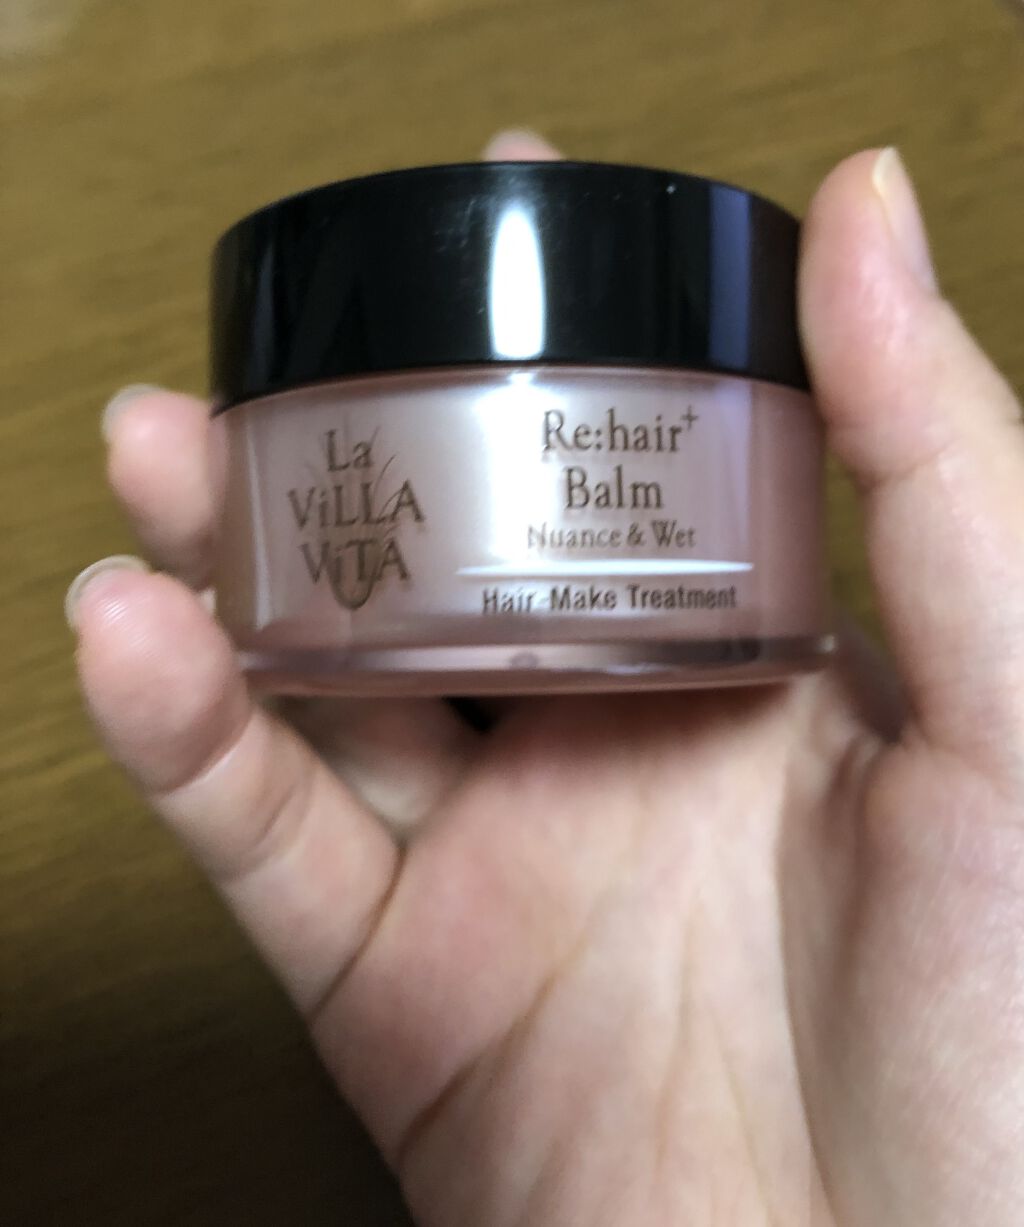 La
ViLLA
ViTA
Re:hair+
Balm
Nuance & Wet
Hair Make Treatment